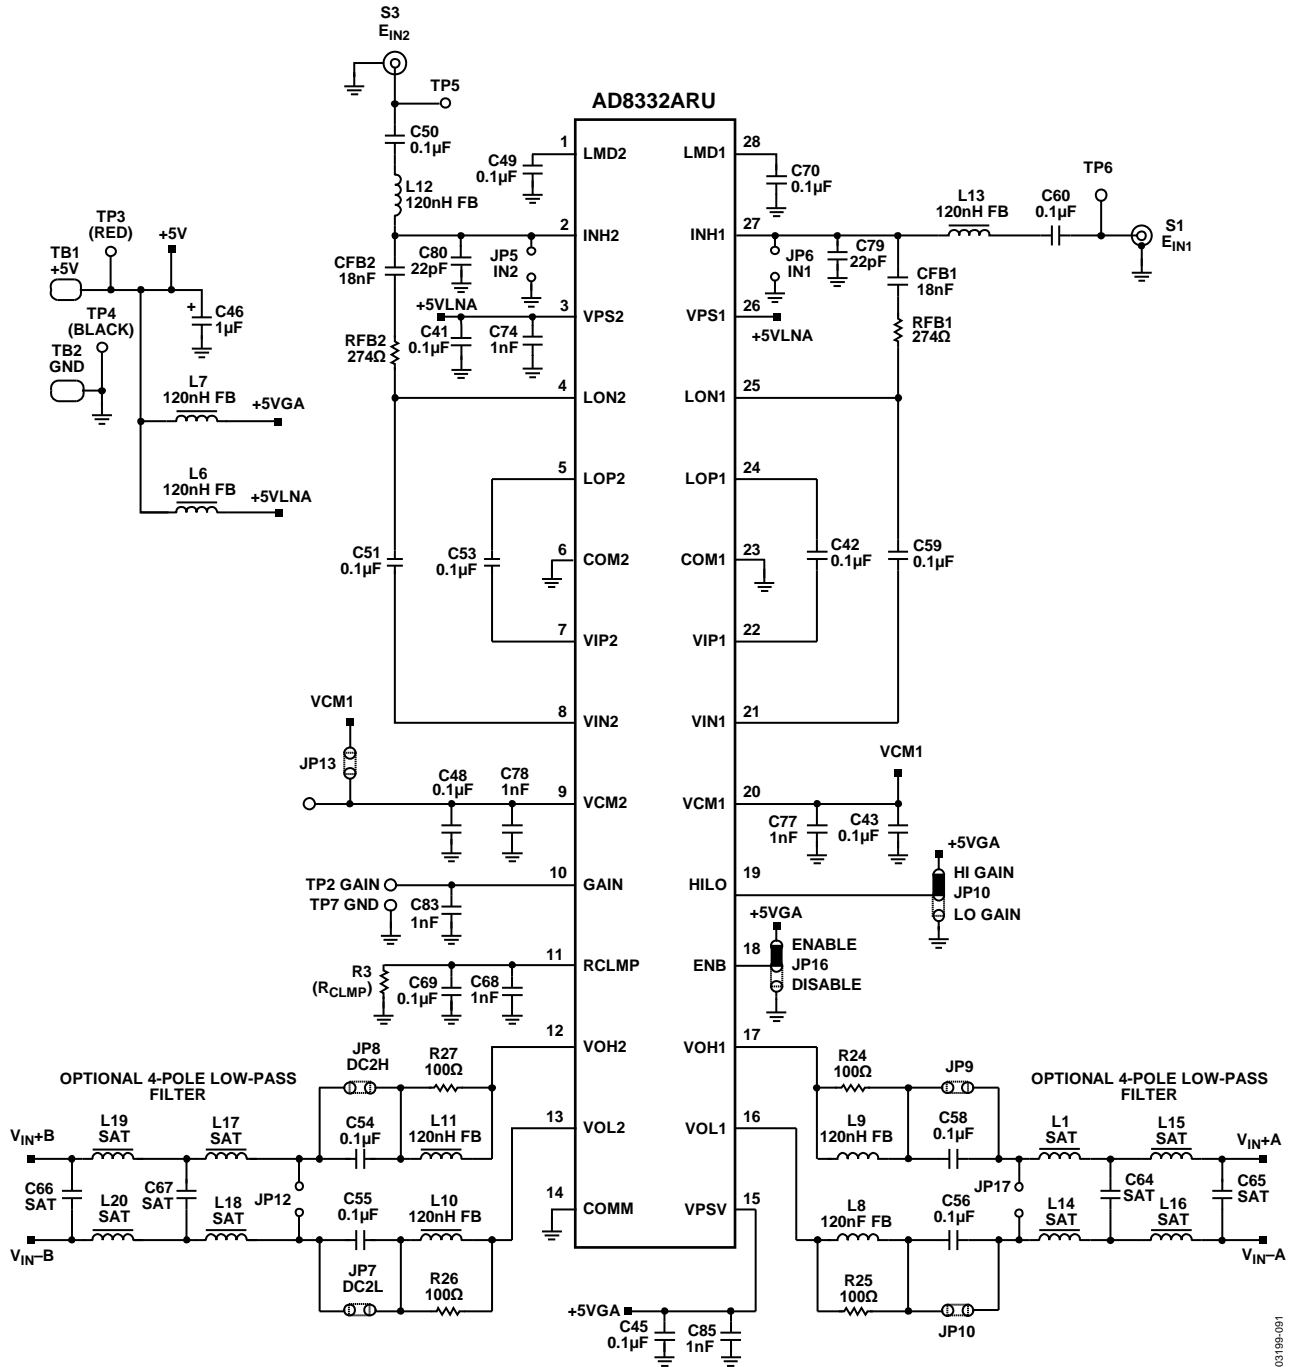 S3
EIN2
TP5
AD8332ARU
C50
0.1µF
L12
120nH FB
C49
0.1µF
1
LMD2
LMD1
28
C70
0.1µF
TP6
L13
120nH FB
C60
0.1µF
S1
EIN1
2
INH2
INH1
27
TP3
(RED)
+5V
TB1
+5V
TP4
(BLACK)
TB2
GND
C46
1µF
+
CFB2
18nF
C80
22pF
JP5
IN2
JP6
IN1
C79
22pF
CFB1
18nF
+5VLNA
3
VPS2
VPS1
26
+5VLNA
RFB2
274Ω
C41
0.1µF
C74
1nF
RFB1
274Ω
L7
120nH FB
+5VGA
4
LON2
LON1
25
L6
120nH FB
+5VLNA
5
LOP2
LOP1
24
C51
0.1µF
C53
0.1µF
6
COM2
COM1
23
C42
0.1µF
C59
0.1µF
7
VIP2
VIP1
22
8
VIN2
VIN1
21
VCM1
JP13
C48
0.1µF
C78
1nF
9
VCM2
VCM1
20
VCM1
C77
1nF
C43
0.1µF
TP2 GAIN
TP7 GND
C83
1nF
10
GAIN
HILO
19
+5VGA
HI GAIN
JP10
LO GAIN
+5VGA
ENABLE
JP16
DISABLE
R3
(RCLMP)
C69
0.1µF
C68
1nF
11
RCLMP
ENB
18
12
VOH2
VOH1
17
OPTIONAL 4-POLE LOW-PASS
FILTER
JP8
DC2H
R27
100Ω
R24
100Ω
JP9
OPTIONAL 4-POLE LOW-PASS
FILTER
VIN+B
L19
SAT
L17
SAT
C54
0.1µF
L11
120nH FB
13
VOL2
VOL1
16
L9
120nH FB
C58
0.1µF
L1
SAT
L15
SAT
VIN+A
C66
SAT
C67
SAT
JP12
JP17
C64
SAT
C65
SAT
L20
SAT
L18
SAT
C55
0.1µF
L10
120nH FB
14
COMM
VPSV
15
L8
120nF FB
C56
0.1µF
L14
SAT
L16
SAT
VIN–B
VIN–A
JP7
DC2L
R26
100Ω
R25
100Ω
JP10
+5VGA
C45
0.1µF
C85
1nF
03199-091